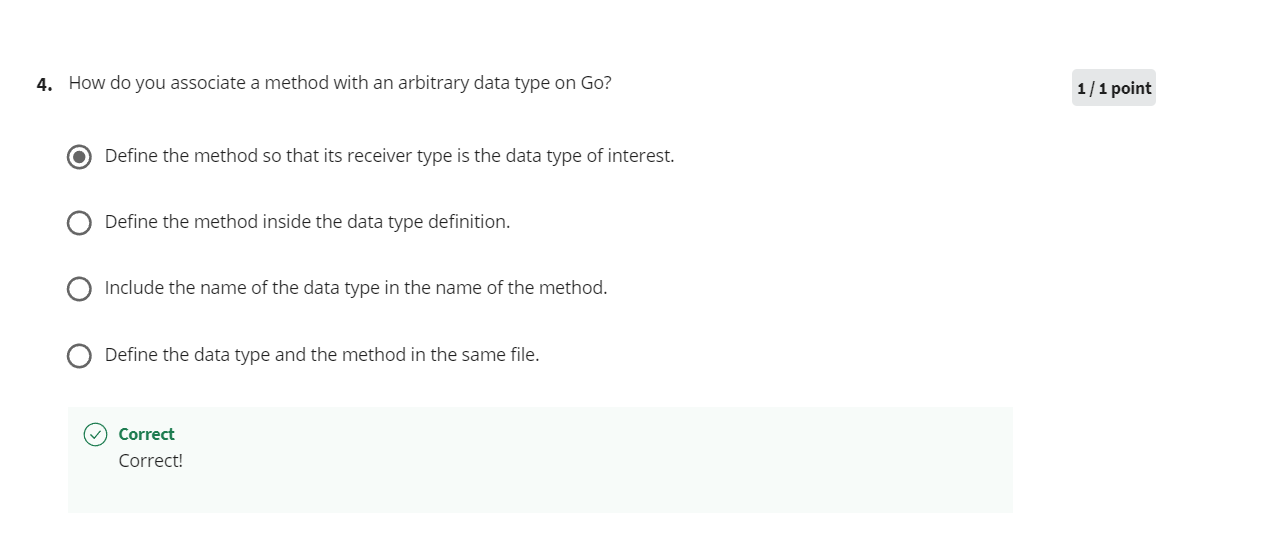 4. How do you associate a method with an arbitrary data type on Go?
1 / 1 point
Define the method so that its receiver type is the data type of interest.
Define the method inside the data type definition.
Include the name of the data type in the name of the method.
Define the data type and the method in the same file.
Correct
Correct!